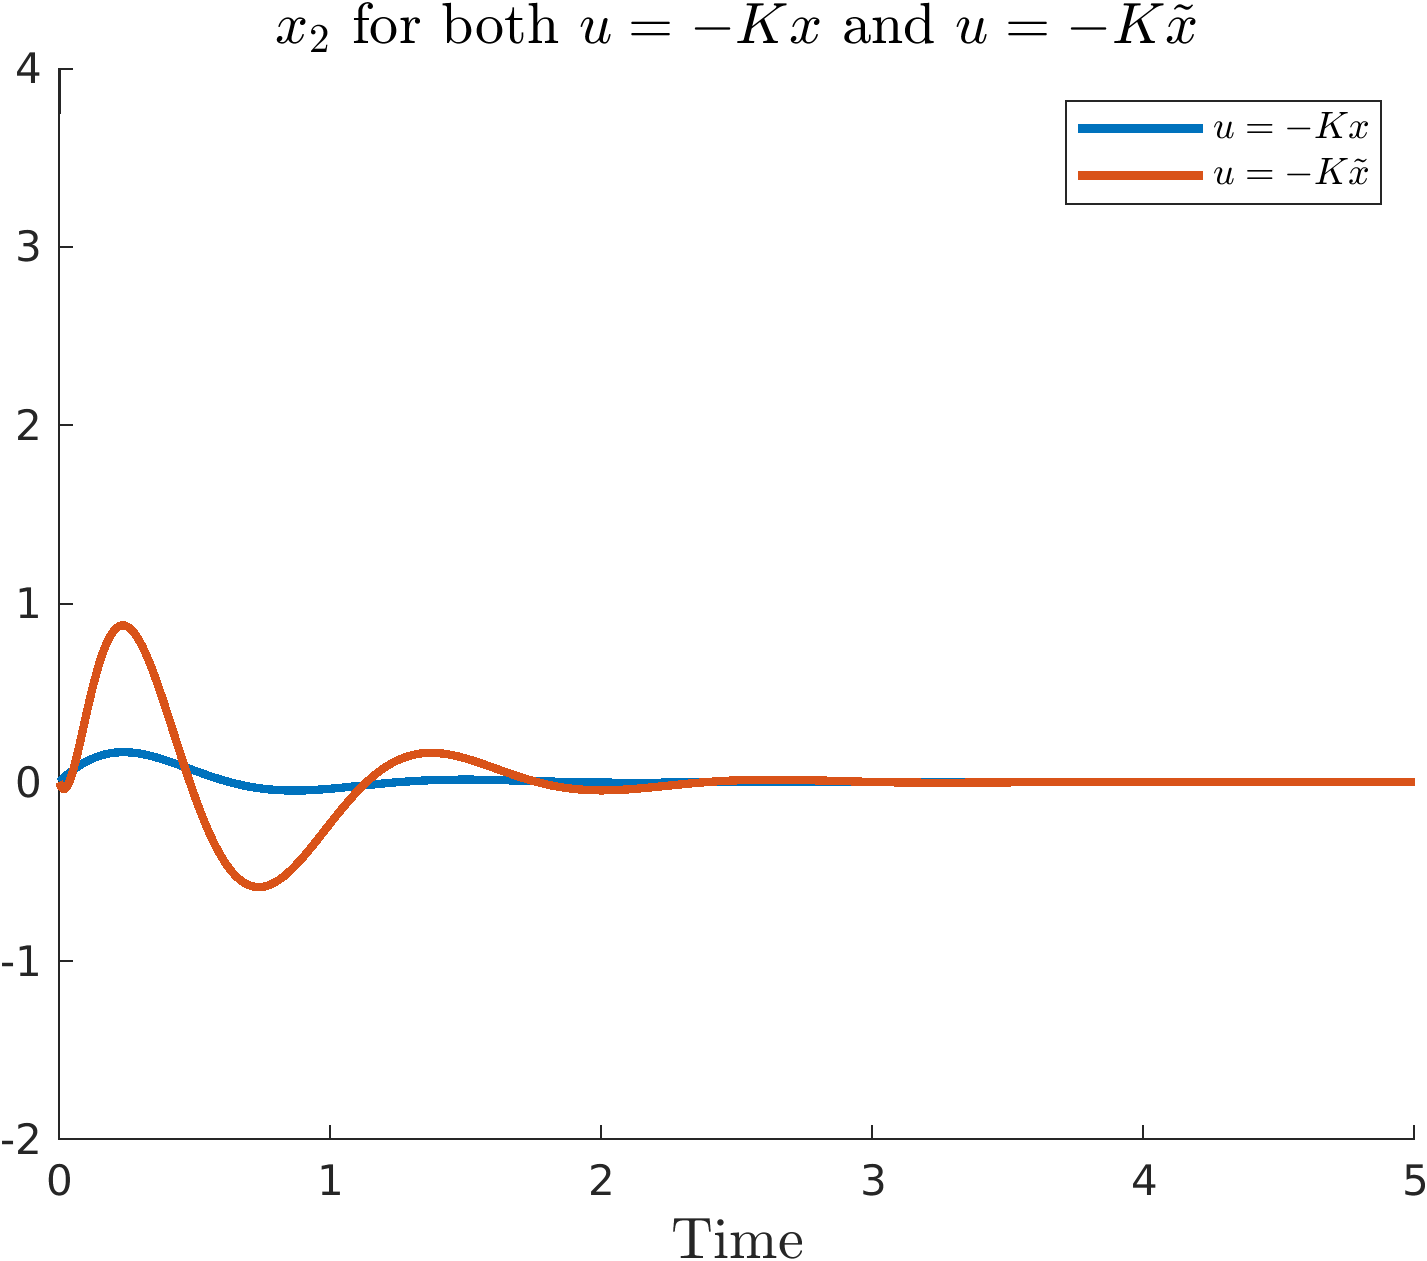 x₂ for both u = −Kx and u = −Kx̃
4
u = −Kx
u = −Kx̃
3
2
1
0
-1
-2
0 1 2 3 4 5
Time